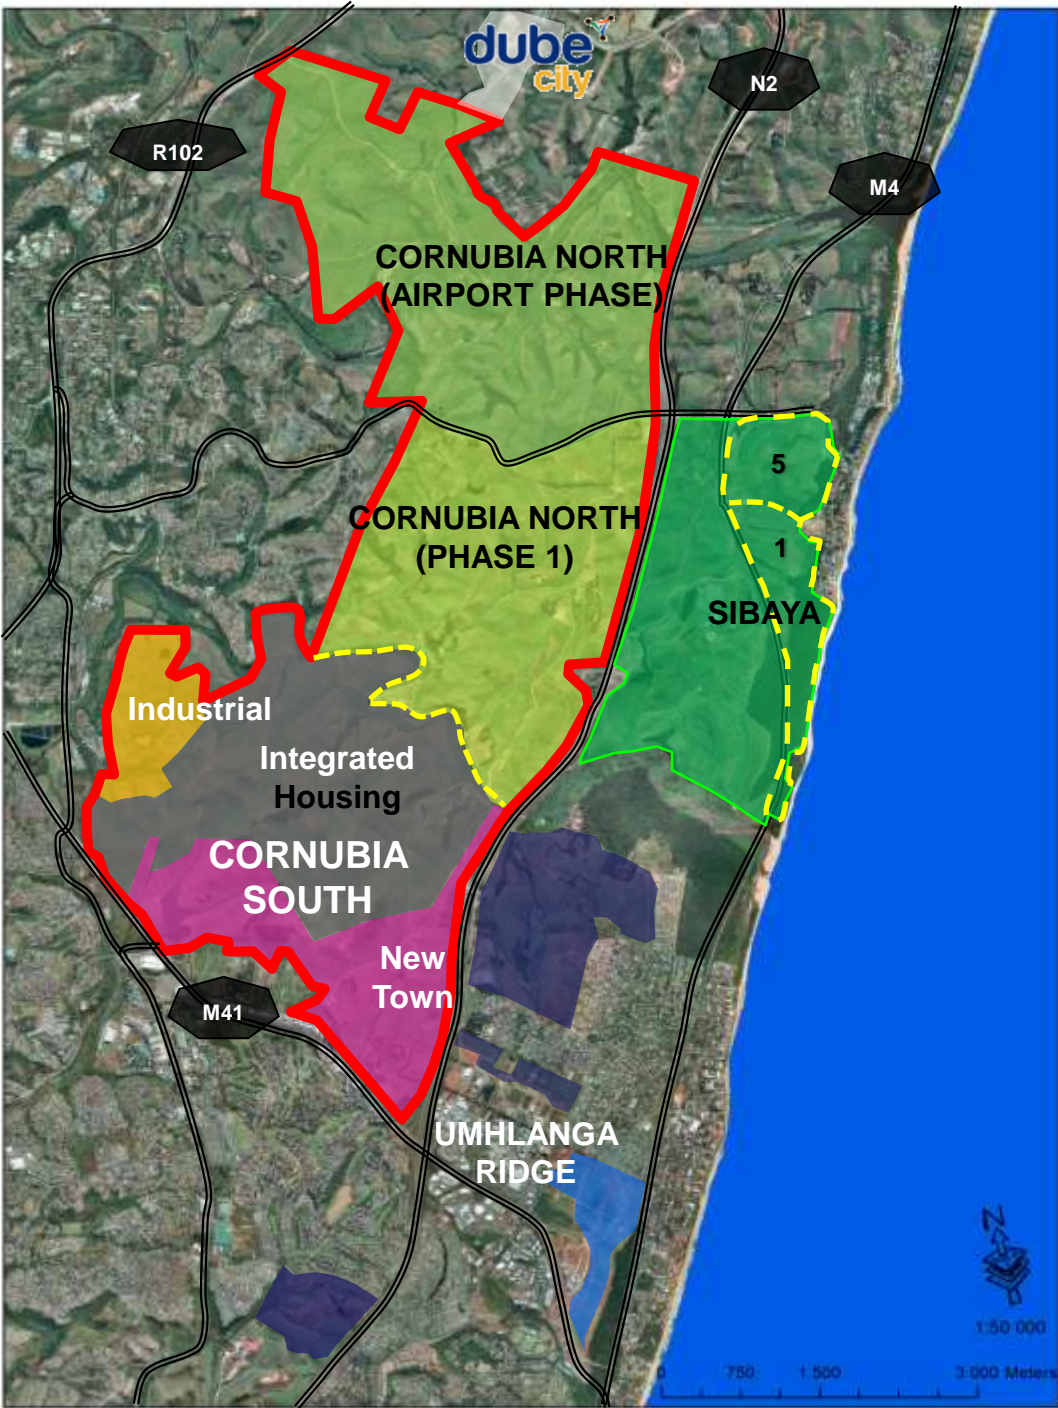 dube
city
N2
R102
M4
CORNUBIA NORTH
(AIRPORT PHASE)
5
CORNUBIA NORTH
(PHASE 1)
1
SIBAYA
Industrial
Integrated
Housing
CORNUBIA
SOUTH
New
Town
M41
UMHLANGA
RIDGE
N
1:50 000
0 750 1.500 3.000 Meters